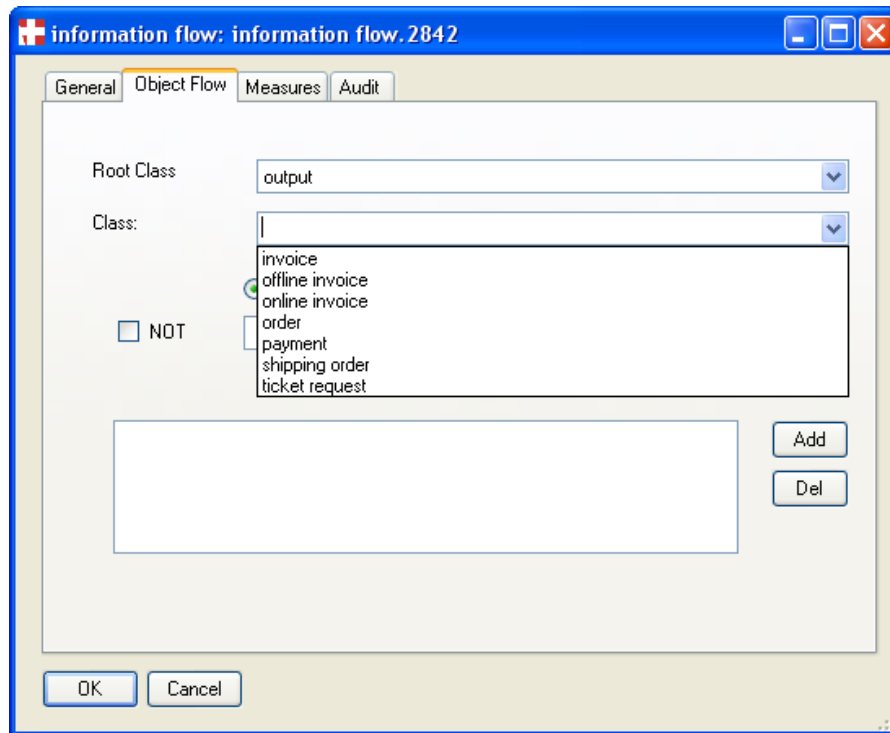 information flow: information flow.2842
General Object Flow Measures Audit
Root Class output
Class:
invoice
offline invoice
online invoice
order
NOT
payment
shipping order
ticket request
Add
Del
OK Cancel